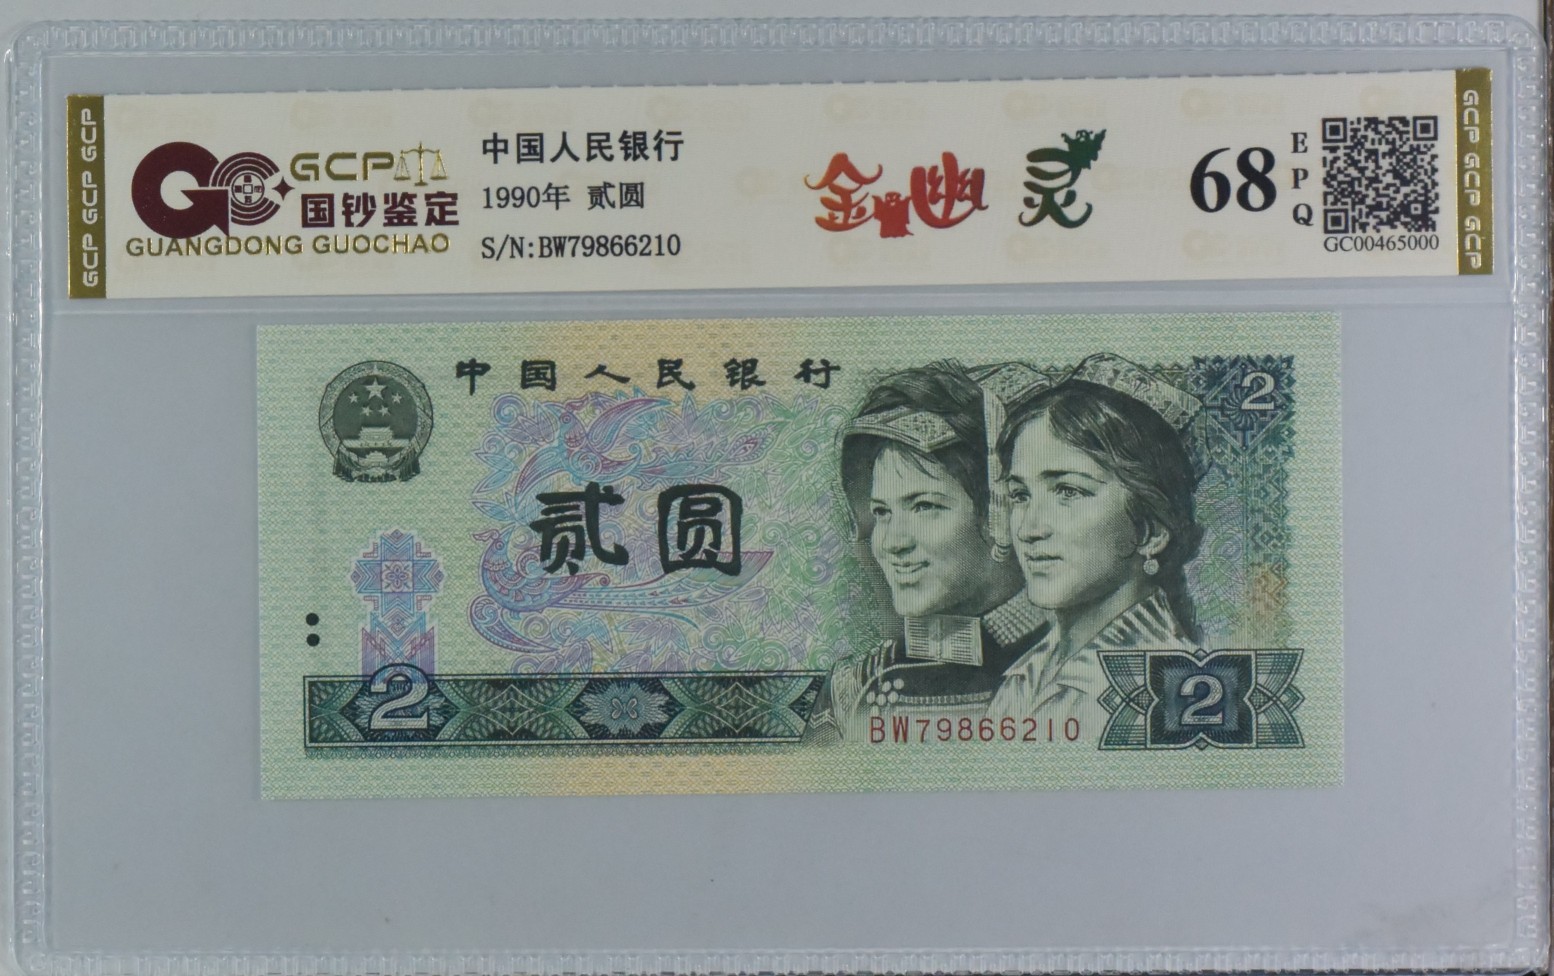 GCP GCP GCP
GCP
国钞鉴定
GUANGDONG GUOCHAO
中国人民银行
1990年 贰圆
S/N:BW79866210
金幽灵
68
EPQ
GC00465000
GCP GCP GCP
中国人民银行
2
贰圆
2
BW79866210
2